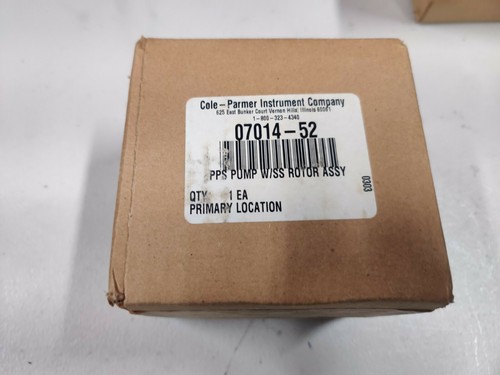 Cole-Parmer Instrument Company
625 East Bunker Court Vernon Hills, Illinois 60061
1-800-323-4340
07014-52
PPS PUMP W/SS ROTOR ASSY
QTY 1 EA
PRIMARY LOCATION
0303